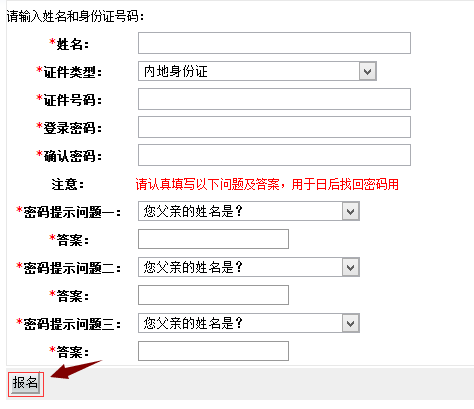 请输入姓名和身份证号码：
*姓名：
*证件类型： 内地身份证
*证件号码：
*登录密码：
*确认密码：
注意： 请认真填写以下问题及答案，用于日后找回密码用
*密码提示问题一： 您父亲的姓名是？
*答案：
*密码提示问题二： 您父亲的姓名是？
*答案：
*密码提示问题三： 您父亲的姓名是？
*答案：
报名